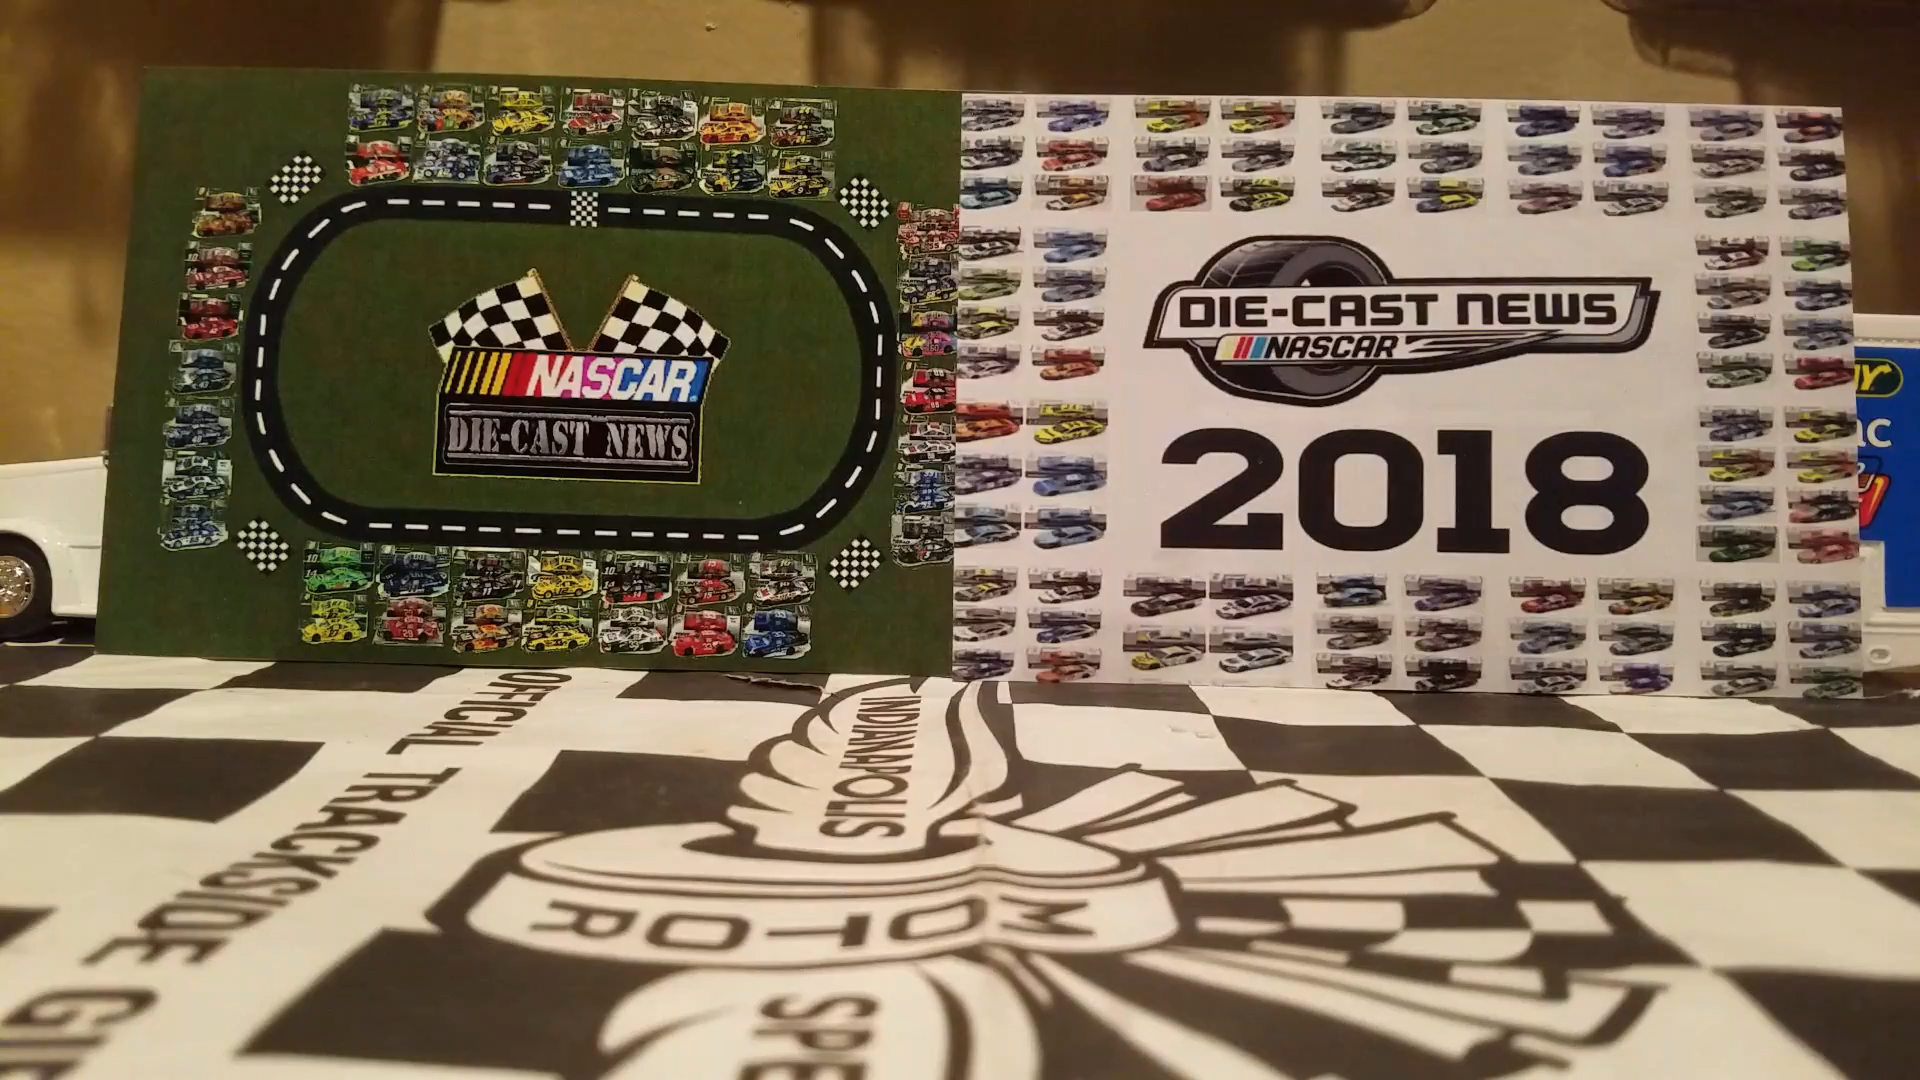 NASCAR
DIE-CAST NEWS
DIE-CAST NEWS
NASCAR
2018
OFFICIAL TRACKSIDE
INDIANAPOLIS
MOTOR
SPE